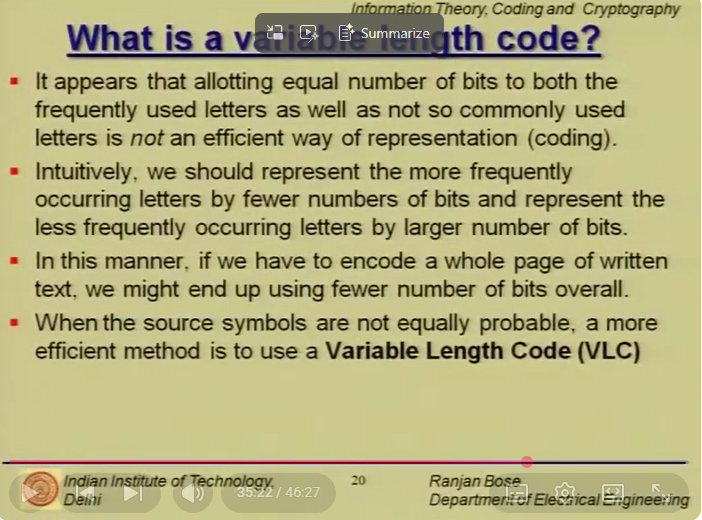 Information Theory, Coding and Cryptography
What is a variable length code?
Summarize
It appears that allotting equal number of bits to both the
frequently used letters as well as not so commonly used
letters is not an efficient way of representation (coding).
Intuitively, we should represent the more frequently
occurring letters by fewer numbers of bits and represent the
less frequently occurring letters by larger number of bits.
In this manner, if we have to encode a whole page of written
text, we might end up using fewer number of bits overall.
When the source symbols are not equally probable, a more
efficient method is to use a Variable Length Code (VLC)
Indian Institute of Technology,
Delhi
35:22 / 46:27
20
Ranjan Bose
Department of Electrical Engineering